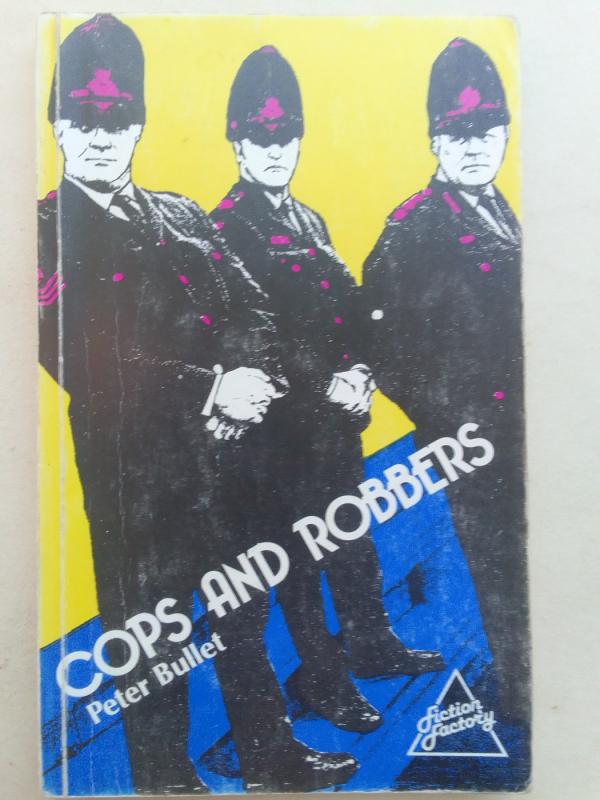 COPS AND ROBBERS
Peter Bullet
Fiction
Factory